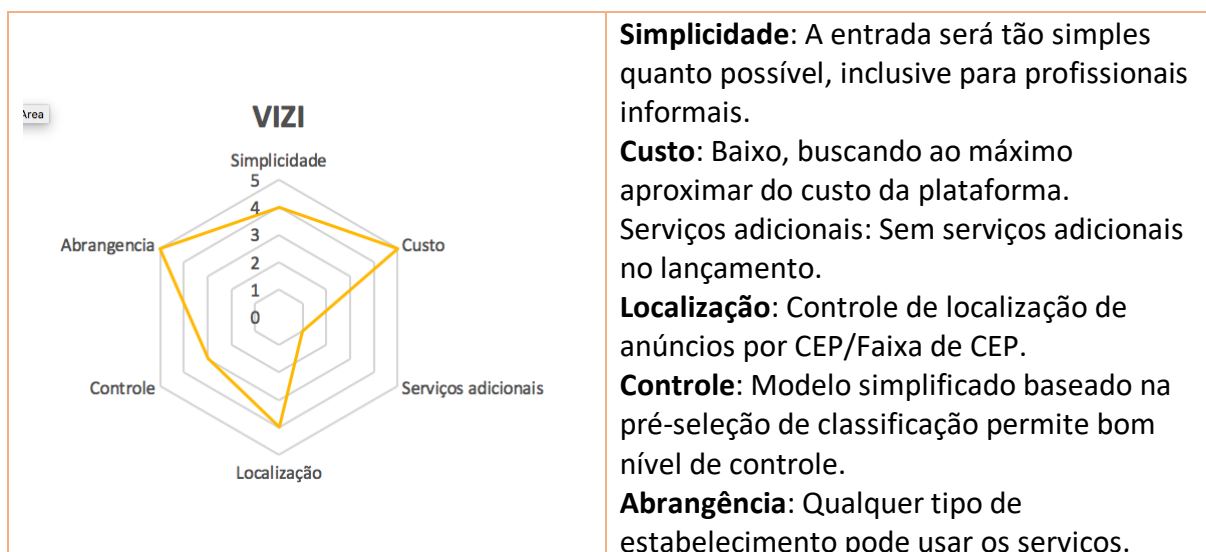 Area
VIZI
Simplicidade
5
4
3
2
1
0
Abrangencia
Custo
Controle
Serviços adicionais
Localização
Simplicidade: A entrada será tão simples
quanto possível, inclusive para profissionais
informais.
Custo: Baixo, buscando ao máximo
aproximar do custo da plataforma.
Serviços adicionais: Sem serviços adicionais
no lançamento.
Localização: Controle de localização de
anúncios por CEP/Faixa de CEP.
Controle: Modelo simplificado baseado na
pré-seleção de classificação permite bom
nível de controle.
Abrangência: Qualquer tipo de
estabelecimento pode usar os serviços.